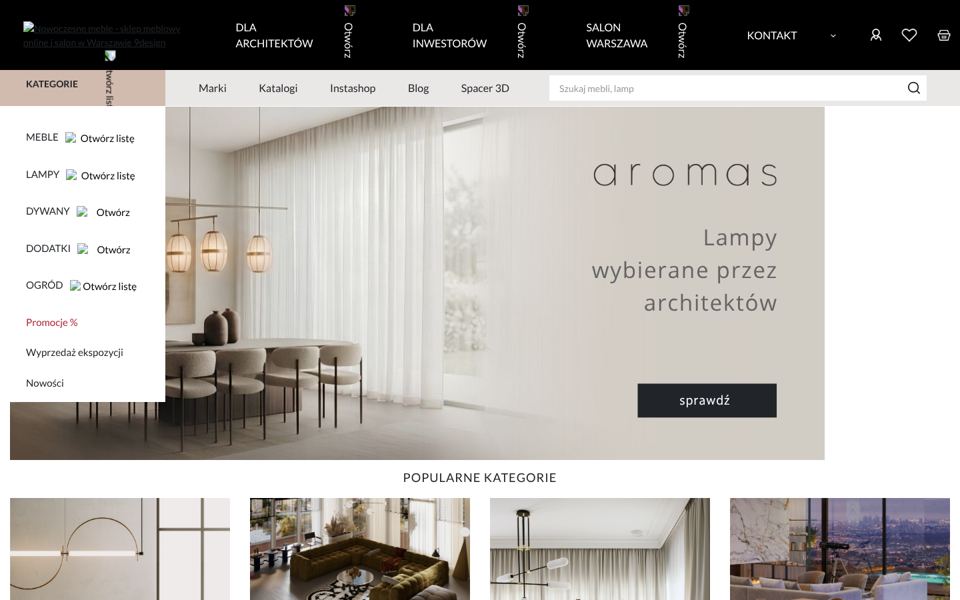 Nowoczesne meble - sklep meblowy
online i salon w Warszawie 9design
DLA
ARCHITEKTÓW
Otwórz
DLA
INWESTORÓW
Otwórz
SALON
WARSZAWA
Otwórz
KONTAKT
KATEGORIE
Marki
Katalogi
Instashop
Blog
Spacer 3D
Szukaj mebli, lamp
MEBLE Otwórz listę
LAMPY Otwórz listę
DYWANY Otwórz
DODATKI Otwórz
OGRÓD Otwórz listę
Promocje %
Wyprzedaż ekspozycji
Nowości
aromas
Lampy
wybierane przez
architektów
sprawdź
POPULARNE KATEGORIE